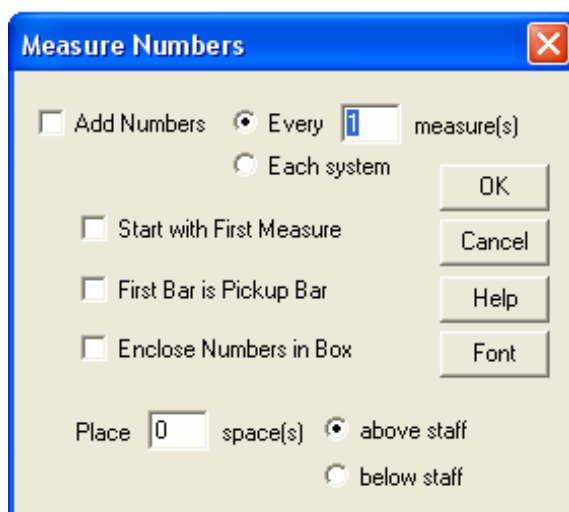 Measure Numbers
Add Numbers Every 1 measure(s)
Each system
OK
Start with First Measure
Cancel
First Bar is Pickup Bar
Help
Enclose Numbers in Box
Font
Place 0 space(s) above staff
below staff